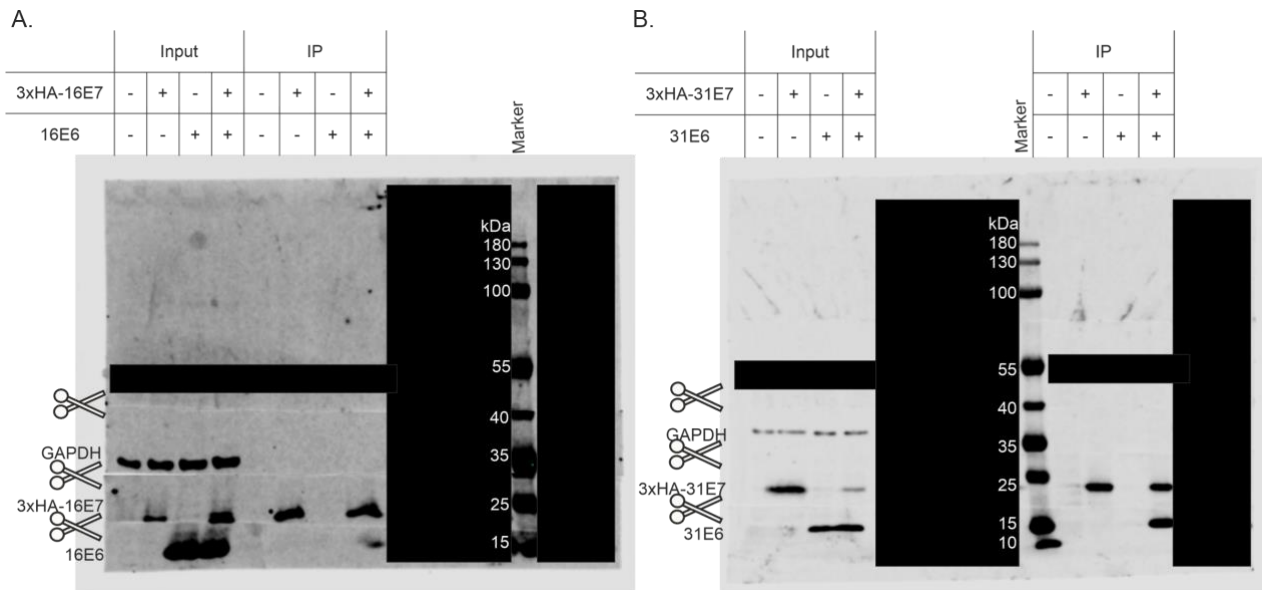 A.
Input IP
3xHA-16E7 - + - + - + - +
16E6 - - + + - - + +
Marker
kDa
180
130
100
55
40
35
25
15
GAPDH
3xHA-16E7
16E6
B.
Input IP
3xHA-31E7 - + - + - + - +
31E6 - - + + - - + +
Marker
kDa
180
130
100
55
40
35
25
15
10
GAPDH
3xHA-31E7
31E6